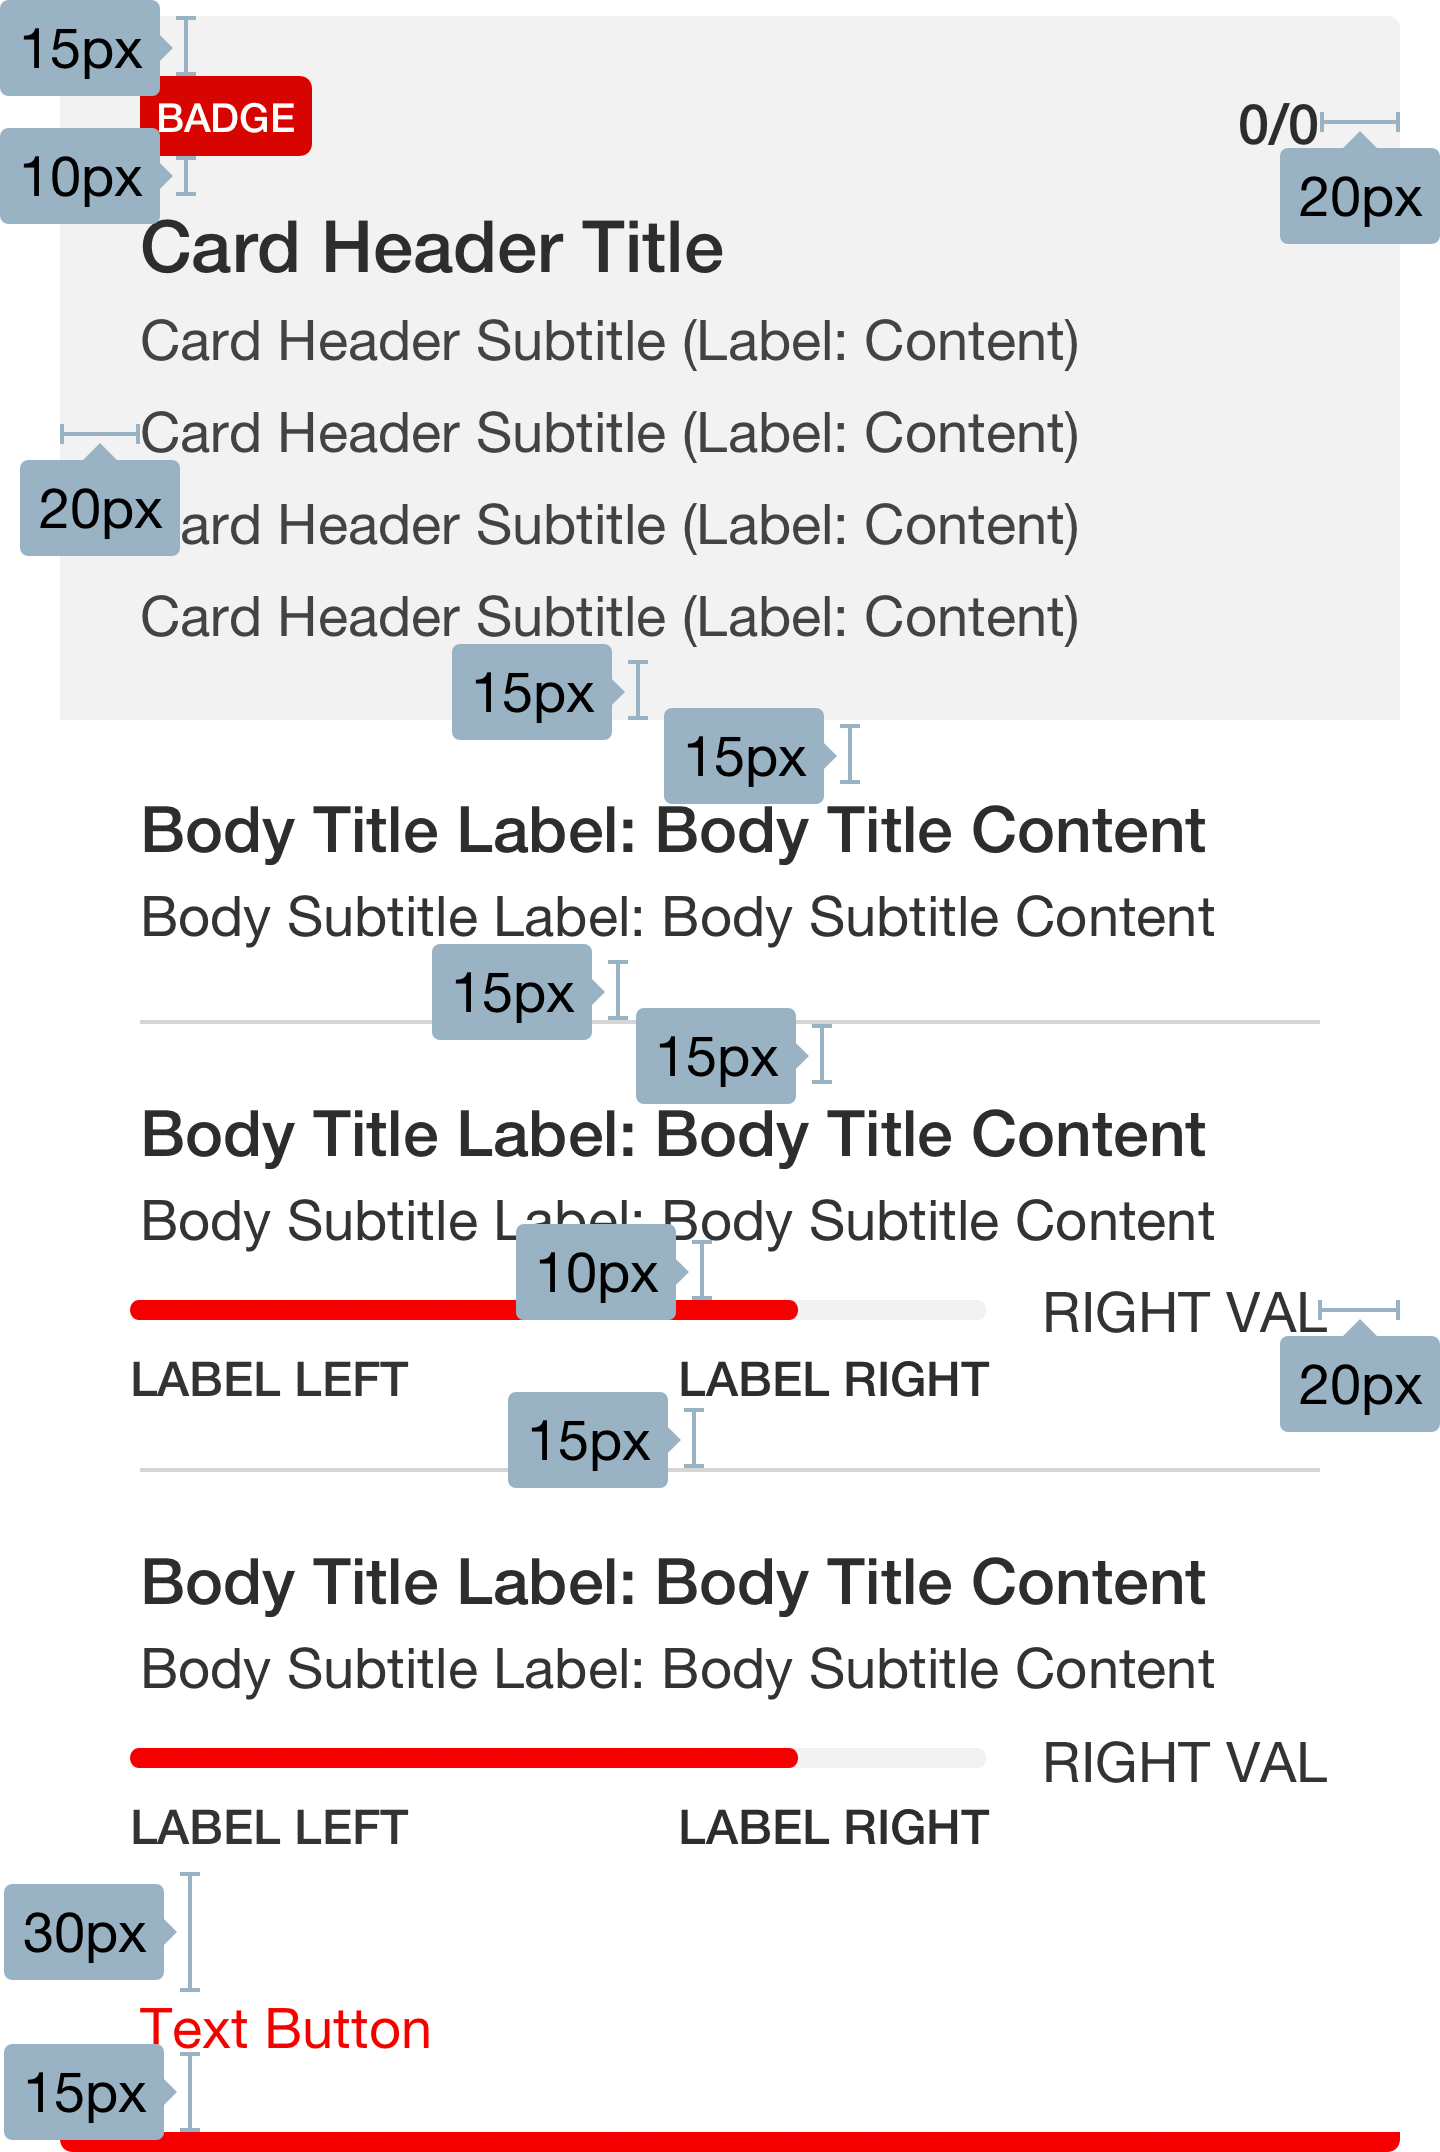 15px
BADGE
0/0
10px
20px
Card Header Title
Card Header Subtitle (Label: Content)
Card Header Subtitle (Label: Content)
20px
ard Header Subtitle (Label: Content)
Card Header Subtitle (Label: Content)
15px
15px
Body Title Label: Body Title Content
Body Subtitle Label: Body Subtitle Content
15px
15px
Body Title Label: Body Title Content
Body Subtitle Label: Body Subtitle Content
10px
RIGHT VAL
LABEL LEFT LABEL RIGHT
20px
15px
Body Title Label: Body Title Content
Body Subtitle Label: Body Subtitle Content
RIGHT VAL
LABEL LEFT LABEL RIGHT
30px
Text Button
15px